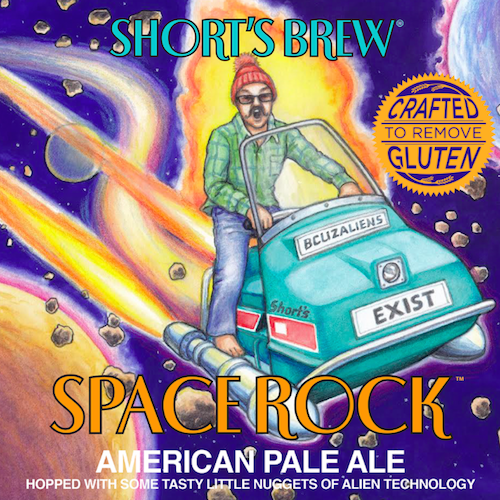 SHORT'S BREW®
CRAFTED
TO REMOVE
GLUTEN
BCUZALIENS
EXIST
Short's
SPACE ROCK™
AMERICAN PALE ALE
HOPPED WITH SOME TASTY LITTLE NUGGETS OF ALIEN TECHNOLOGY